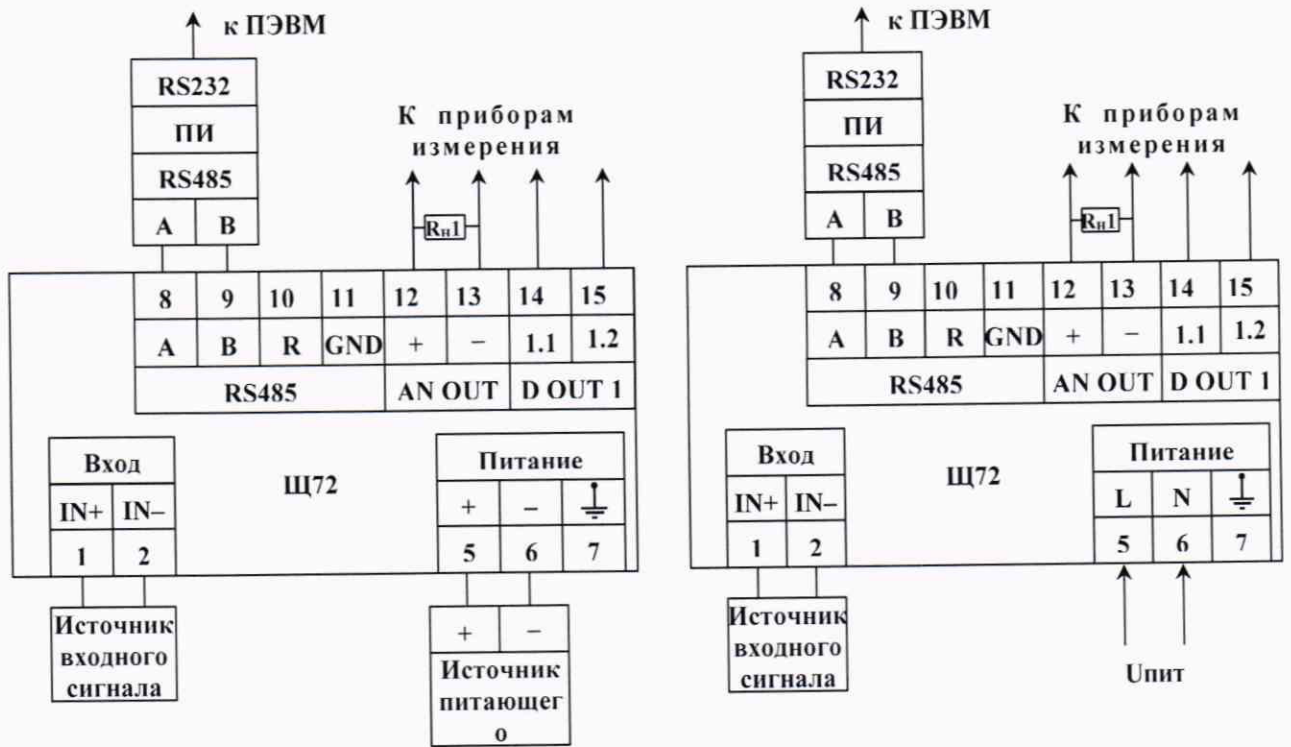 к ПЭВМ
RS232
ПИ
RS485
A B
К приборам
измерения
Rн1
8 9 10 11 12 13 14 15
A B R GND + − 1.1 1.2
RS485 AN OUT D OUT 1
Вход
IN+ IN−
1 2
Щ72
Питание
+ −
5 6 7
Источник
входного
сигнала
+ −
Источник
питающег
о
к ПЭВМ
RS232
ПИ
RS485
A B
К приборам
измерения
Rн1
8 9 10 11 12 13 14 15
A B R GND + − 1.1 1.2
RS485 AN OUT D OUT 1
Вход
IN+ IN−
1 2
Щ72
Питание
L N
5 6 7
Источник
входного
сигнала
Uпит